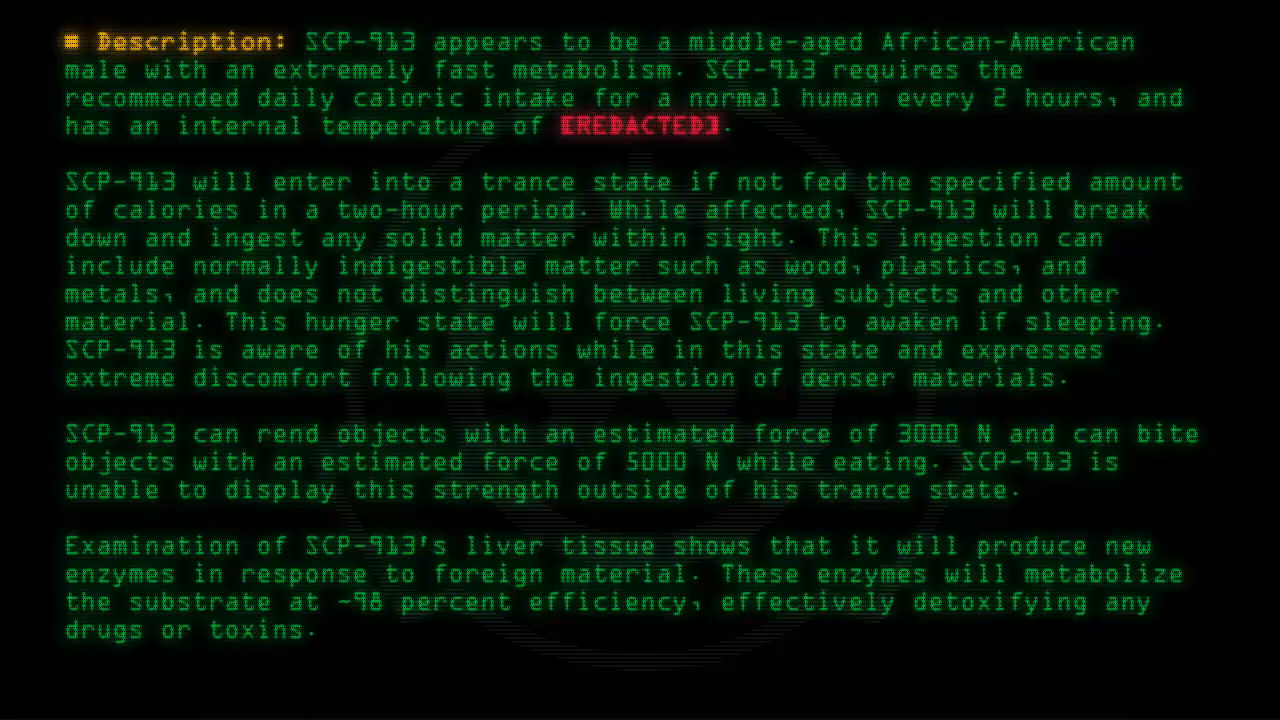 ■ Description: SCP-913 appears to be a middle-aged African-American
male with an extremely fast metabolism. SCP-913 requires the
recommended daily caloric intake for a normal human every 2 hours, and
has an internal temperature of [REDACTED].
SCP-913 will enter into a trance state if not fed the specified amount
of calories in a two-hour period. While affected, SCP-913 will break
down and ingest any solid matter within sight. This ingestion can
include normally indigestible matter such as wood, plastics, and
metals, and does not distinguish between living subjects and other
material. This hunger state will force SCP-913 to awaken if sleeping.
SCP-913 is aware of his actions while in this state and expresses
extreme discomfort following the ingestion of denser materials.
SCP-913 can rend objects with an estimated force of 3000 N and can bite
objects with an estimated force of 5000 N while eating. SCP-913 is
unable to display this strength outside of his trance state.
Examination of SCP-913's liver tissue shows that it will produce new
enzymes in response to foreign material. These enzymes will metabolize
the substrate at ~98 percent efficiency, effectively detoxifying any
drugs or toxins.